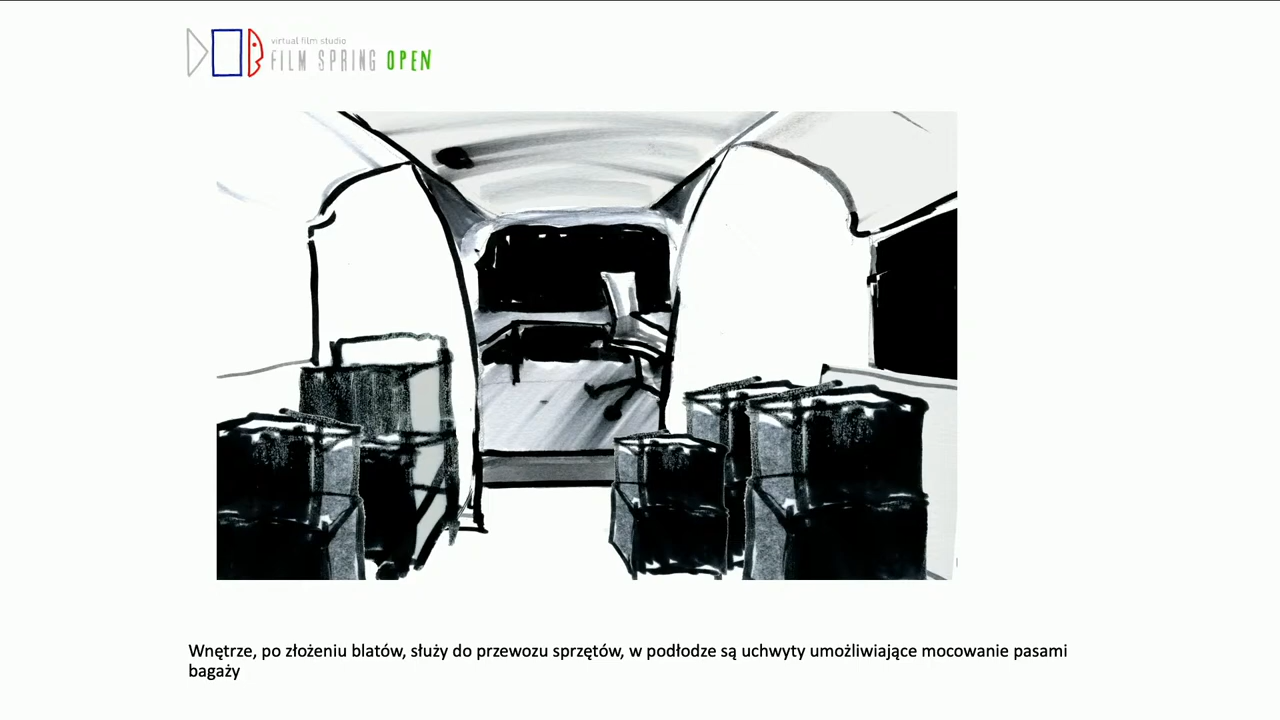 virtual film studio
FILM SPRING OPEN
Wnętrze, po złożeniu blatów, służy do przewozu sprzętów, w podłodze są uchwyty umożliwiające mocowanie pasami
bagaży